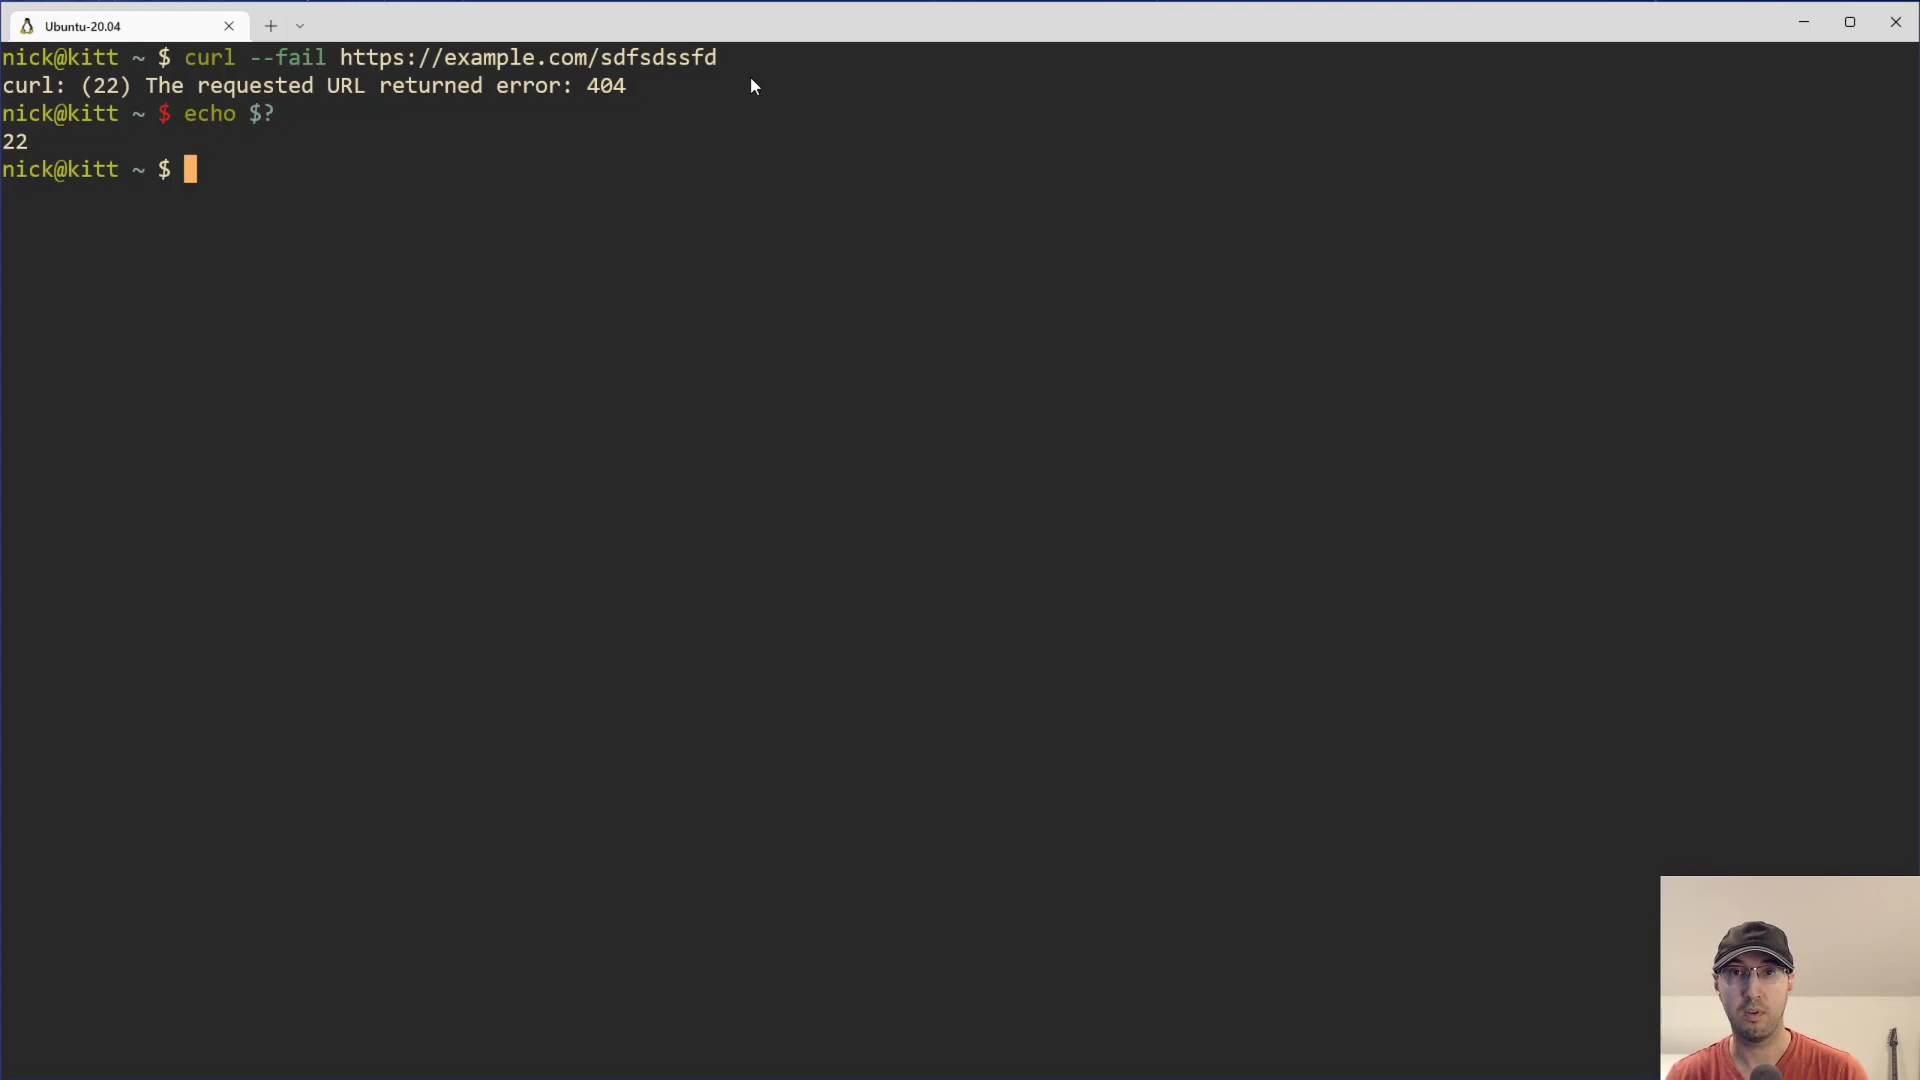 Ubuntu-20.04
nick@kitt ~ $ curl --fail https://example.com/sdfsdssfd
curl: (22) The requested URL returned error: 404
nick@kitt ~ $ echo $?
22
nick@kitt ~ $